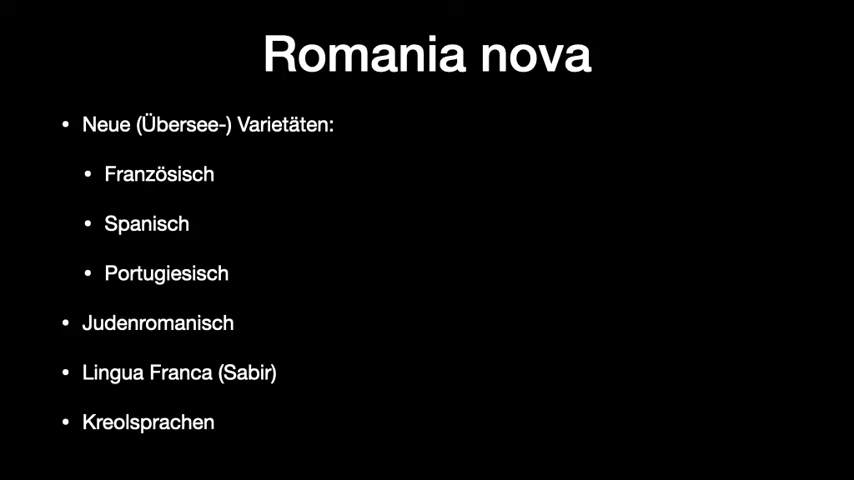 Romania nova
• Neue (Übersee-) Varietäten:
• Französisch
• Spanisch
• Portugiesisch
• Judenromanisch
• Lingua Franca (Sabir)
• Kreolsprachen